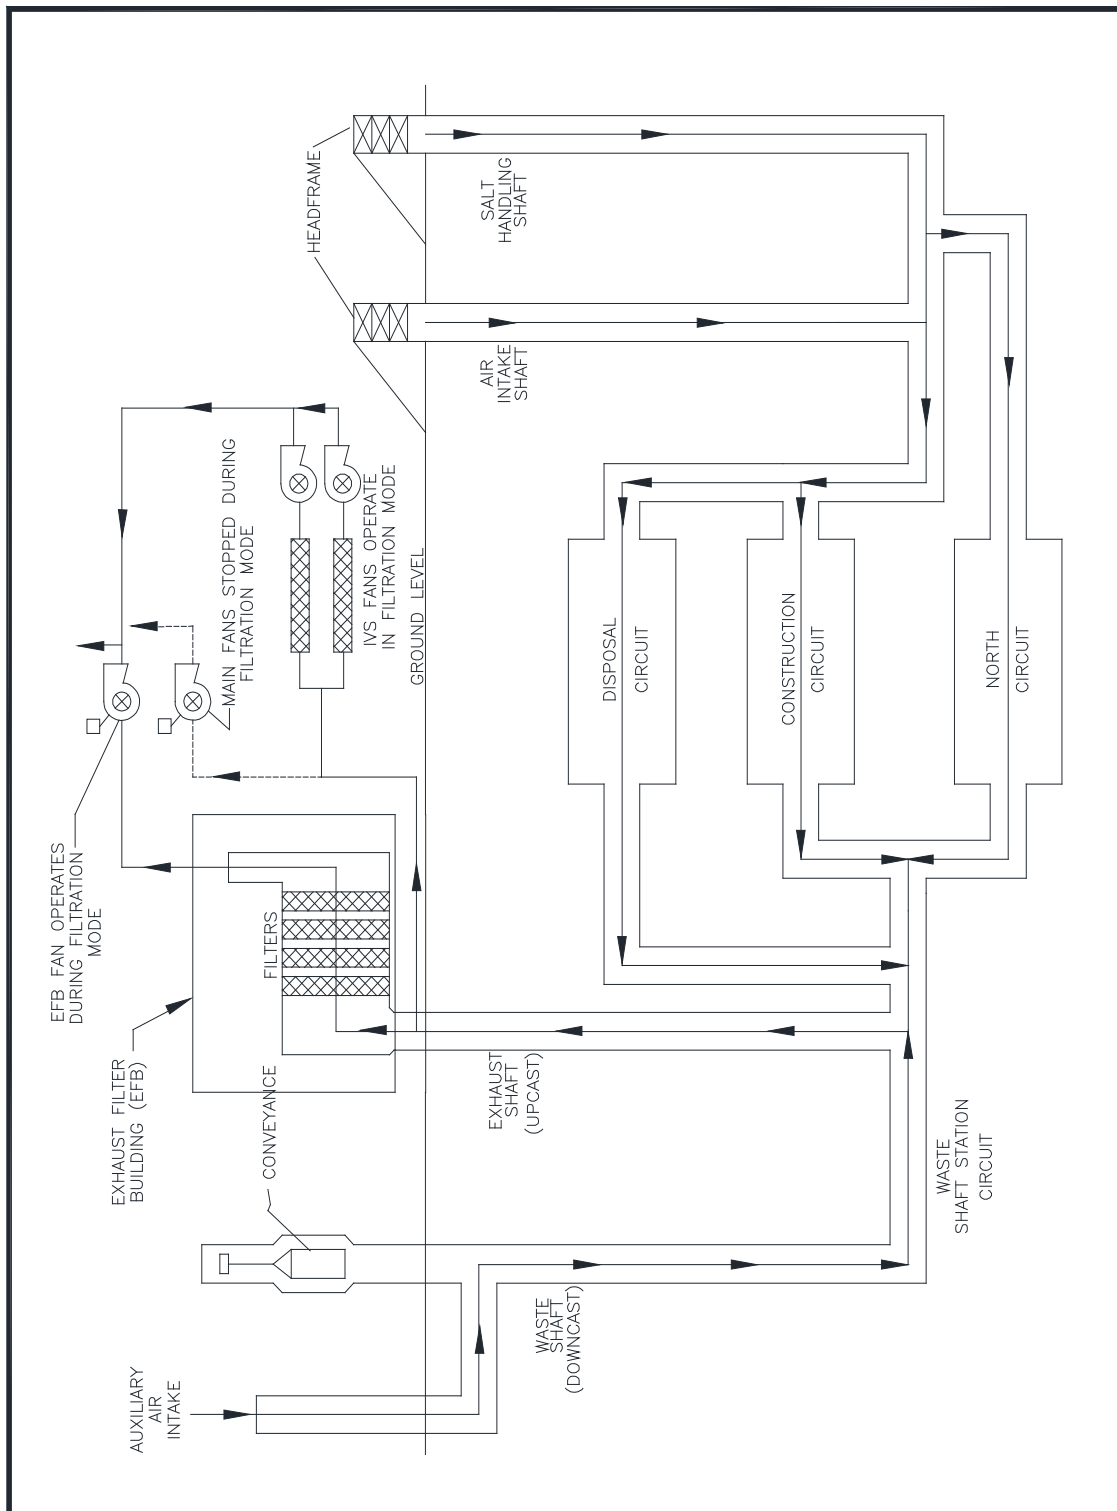 AUXILIARY
AIR
INTAKE
EXHAUST FILTER
BUILDING (EFB)
CONVEYANCE
EFB FAN OPERATES
DURING FILTRATION
MODE
FILTERS
MAIN FANS STOPPED DURING
FILTRATION MODE
IVS FANS OPERATE
IN FILTRATION MODE
HEADFRAME
GROUND LEVEL
WASTE
SHAFT
(DOWNCAST)
EXHAUST
SHAFT
(UPCAST)
AIR
INTAKE
SHAFT
SALT
HANDLING
SHAFT
DISPOSAL
CIRCUIT
CONSTRUCTION
CIRCUIT
NORTH
CIRCUIT
WASTE
SHAFT STATION
CIRCUIT